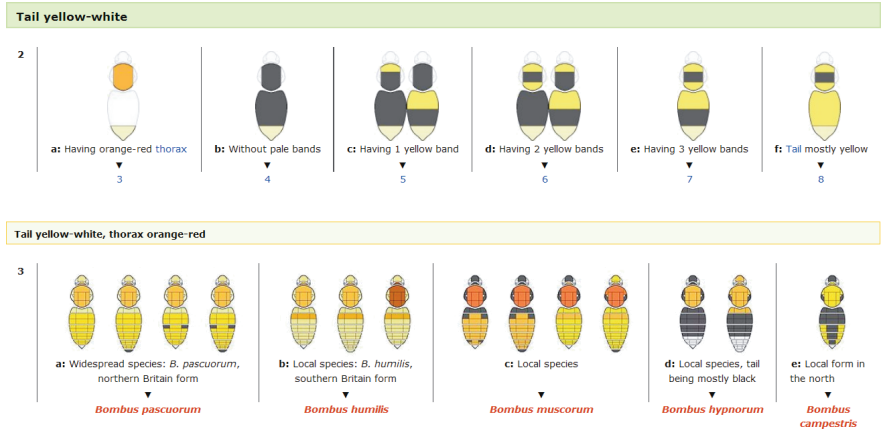 Tail yellow-white
2
a: Having orange-red thorax
b: Without pale bands
c: Having 1 yellow band
d: Having 2 yellow bands
e: Having 3 yellow bands
f: Tail mostly yellow
▼ ▼ ▼ ▼ ▼ ▼
3 4 5 6 7 8
Tail yellow-white, thorax orange-red
3
a: Widespread species: B. pascuorum,
northern Britain form
▼
Bombus pascuorum
b: Local species: B. humilis,
southern Britain form
▼
Bombus humilis
c: Local species
▼
Bombus muscorum
d: Local species, tail
being mostly black
▼
Bombus hypnorum
e: Local form in
the north
▼
Bombus
campestris